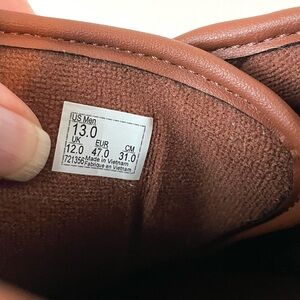 US Men
13.0
UK EUR CM
12.0 47.0 31.0
721356 Made in Vietnam
Fabriqué en Vietnam